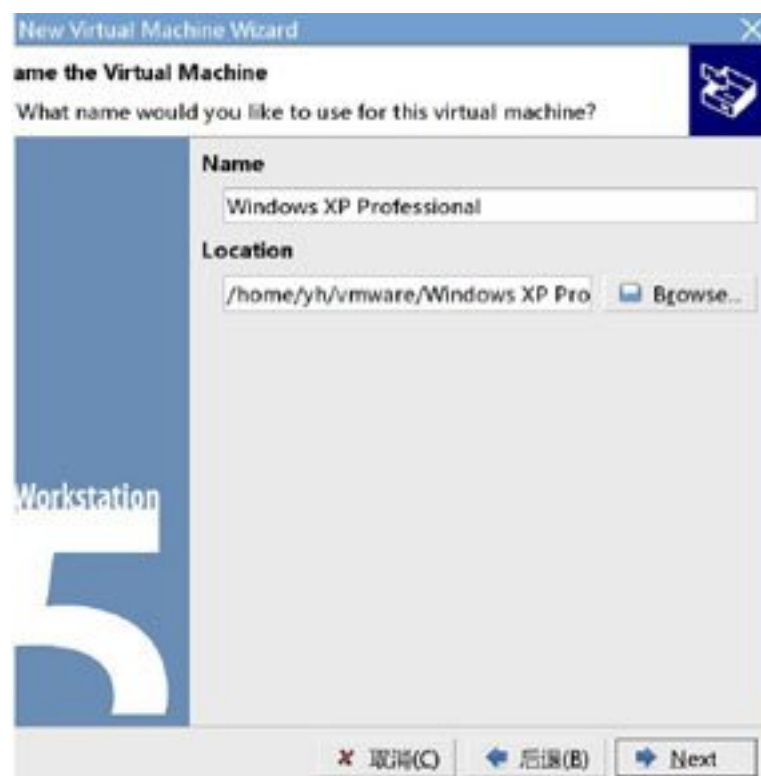 New Virtual Machine Wizard
ame the Virtual Machine
What name would you like to use for this virtual machine?
Name
Windows XP Professional
Location
/home/yh/vmware/Windows XP Pro
Browse...
Workstation
5
取消(C)
后退(B)
Next